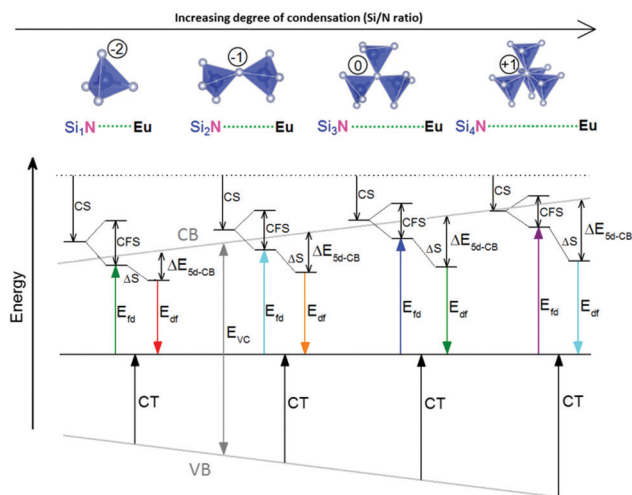 Increasing degree of condensation (Si/N ratio)
-2
-1
0
+1
Si₁N Eu
Si₂N Eu
Si₃N Eu
Si₄N Eu
Energy
CS
CFS
ΔS
ΔE5d-CB
Efd
Edf
CT
CB
EVC
VB
CS
CFS
ΔS
ΔE5d-CB
Efd
Edf
CT
CS
CFS
ΔS
ΔE5d-CB
Efd
Edf
CT
CS
CFS
ΔS
ΔE5d-CB
Efd
Edf
CT